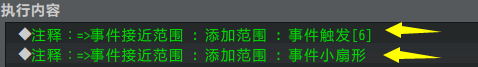 执行内容
◆注释：=>事件接近范围 : 添加范围 : 事件触发[6]
◆注释：=>事件接近范围 : 添加范围 : 事件小扇形